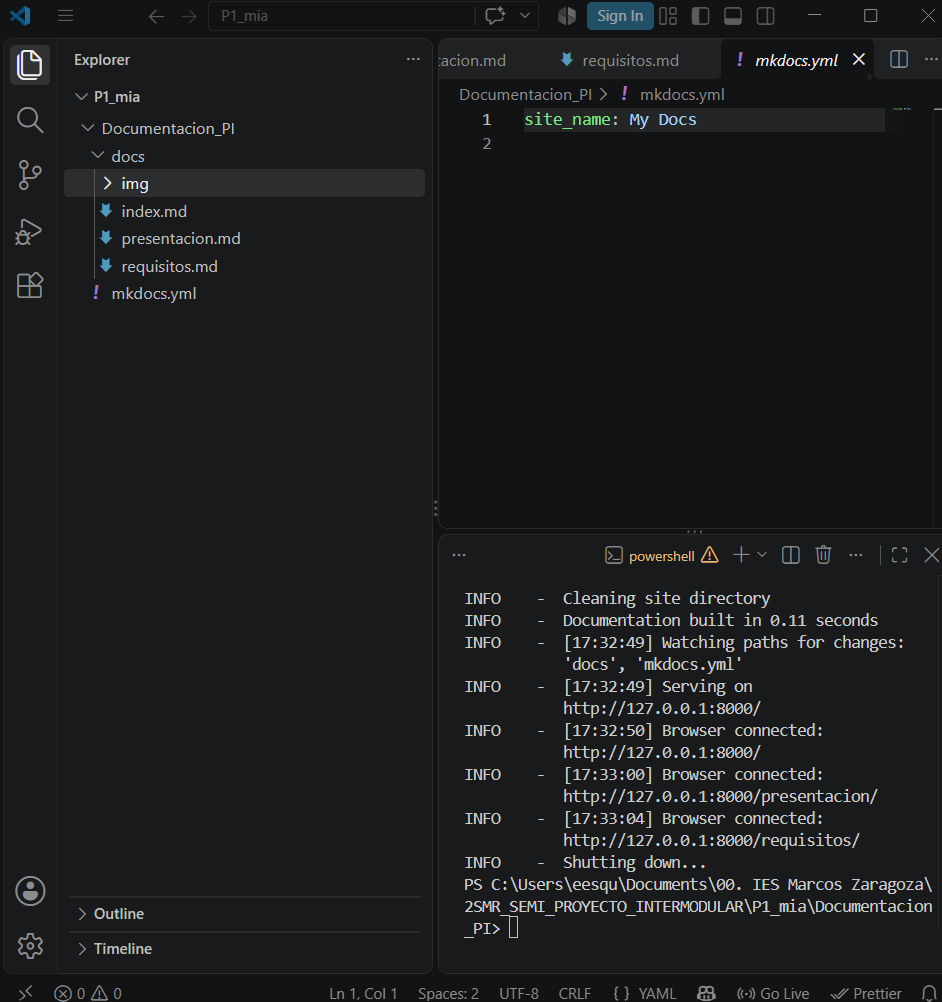 P1_mia
Sign In
Explorer
P1_mia
Documentacion_PI
docs
img
index.md
presentacion.md
requisitos.md
mkdocs.yml
Outline
Timeline
tacion.md
requisitos.md
mkdocs.yml
Documentacion_PI > mkdocs.yml
1 site_name: My Docs
2
powershell
INFO - Cleaning site directory
INFO - Documentation built in 0.11 seconds
INFO - [17:32:49] Watching paths for changes:
'docs', 'mkdocs.yml'
INFO - [17:32:49] Serving on
http://127.0.0.1:8000/
INFO - [17:32:50] Browser connected:
http://127.0.0.1:8000/
INFO - [17:33:00] Browser connected:
http://127.0.0.1:8000/presentacion/
INFO - [17:33:04] Browser connected:
http://127.0.0.1:8000/requisitos/
INFO - Shutting down...
PS C:\Users\eesqu\Documents\00. IES Marcos Zaragoza\
2SMR_SEMI_PROYECTO_INTERMODULAR\P1_mia\Documentacion
_PI>
0 0 Ln 1, Col 1 Spaces: 2 UTF-8 CRLF { } YAML Go Live Prettier